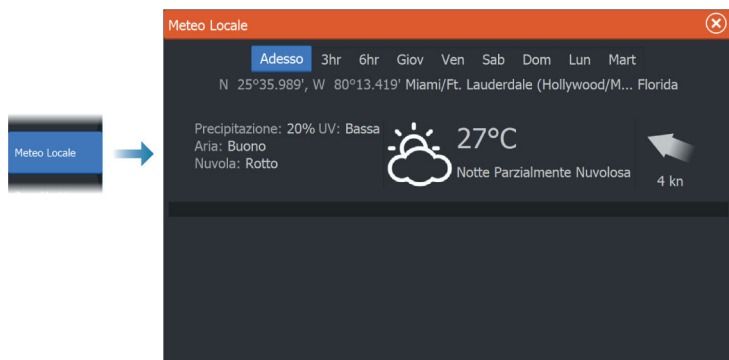 Meteo Locale
Meteo Locale
Adesso 3hr 6hr Giov Ven Sab Dom Lun Mart
N 25°35.989', W 80°13.419' Miami/Ft. Lauderdale (Hollywood/M... Florida
Precipitazione: 20% UV: Bassa
Aria: Buono
Nuvola: Rotto
27°C
Notte Parzialmente Nuvolosa
4 kn